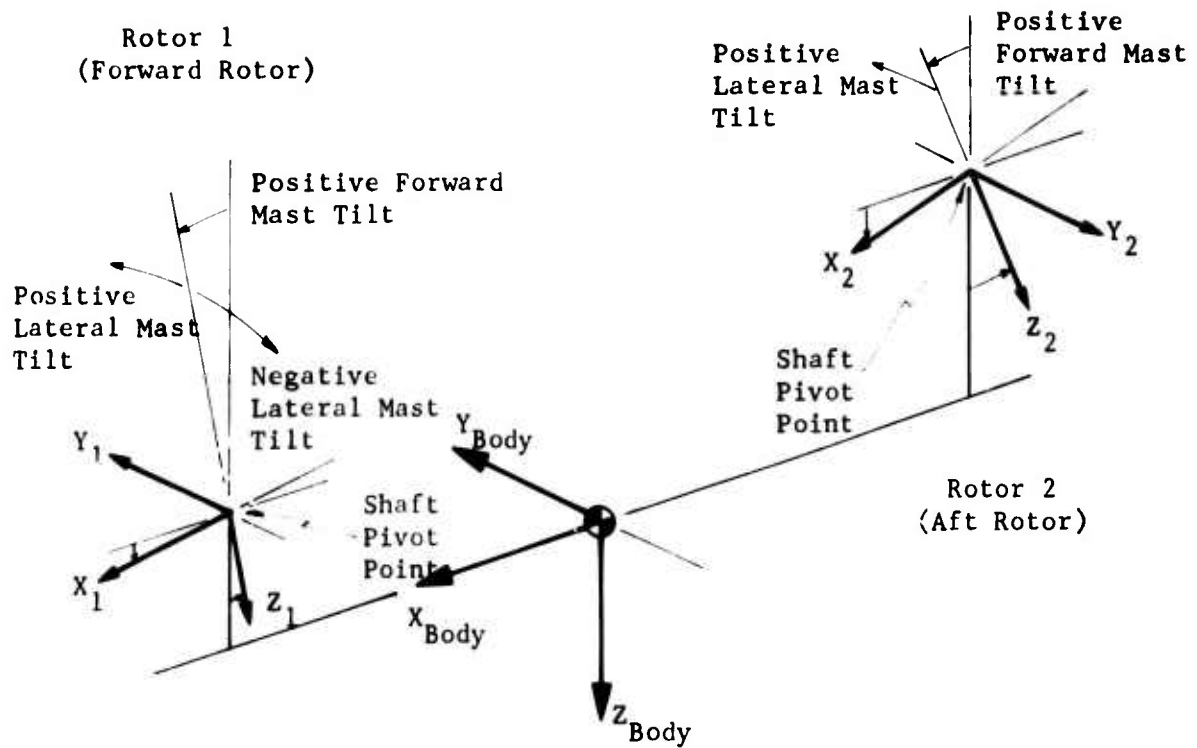 Rotor 1
(Forward Rotor)
Positive Forward
Mast Tilt
Positive
Lateral Mast
Tilt
Negative
Lateral Mast
Tilt
Y1
X1
Z1
Shaft
Pivot
Point
YBody
XBody
ZBody
Positive
Lateral Mast
Tilt
Positive
Forward Mast
Tilt
X2
Y2
Z2
Shaft
Pivot
Point
Rotor 2
(Aft Rotor)